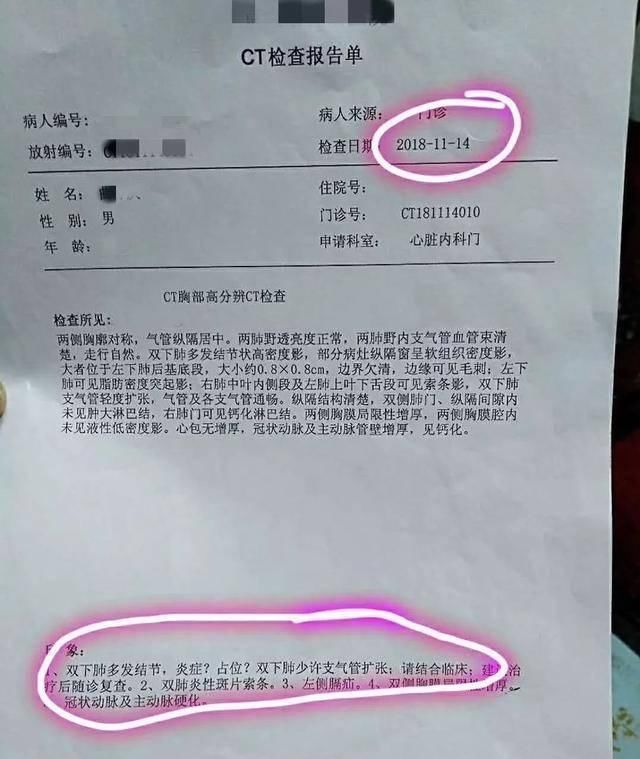 CT检查报告单
病人编号:
病人来源: 门诊
放射编号:
检查日期: 2018-11-14
姓 名:
住院号:
性 别: 男
门诊号: CT181114010
年 龄:
申请科室: 心脏内科门
CT胸部高分辨CT检查
检查所见:
两侧胸廓对称，气管纵隔居中。两肺野透亮度正常，两肺野内支气管血管束清
楚，走行自然。双下肺多发结节状高密度影，部分病灶纵隔窗呈软组织密度影，
大者位于左下肺后基底段，大小约0.8×0.8cm，边界欠清，边缘可见毛刺；左下
肺可见脂肪密度突起影；右肺中叶内侧段及左肺上叶下舌段可见索条影，双下肺
支气管轻度扩张，气管及各支气管通畅。纵隔结构清楚，双侧肺门、纵隔间隙内
未见肿大淋巴结，右肺门可见钙化淋巴结。两侧胸膜局限性增厚，两侧胸膜腔内
未见液性低密度影。心包无增厚，冠状动脉及主动脉管壁增厚，见钙化。
象:
1、双下肺多发结节，炎症？占位？双下肺少许支气管扩张；请结合临床；建议治
疗后随诊复查。2、双肺炎性斑片索条。3、左侧膈疝。4、双侧胸膜局限性增厚。
冠状动脉及主动脉硬化。